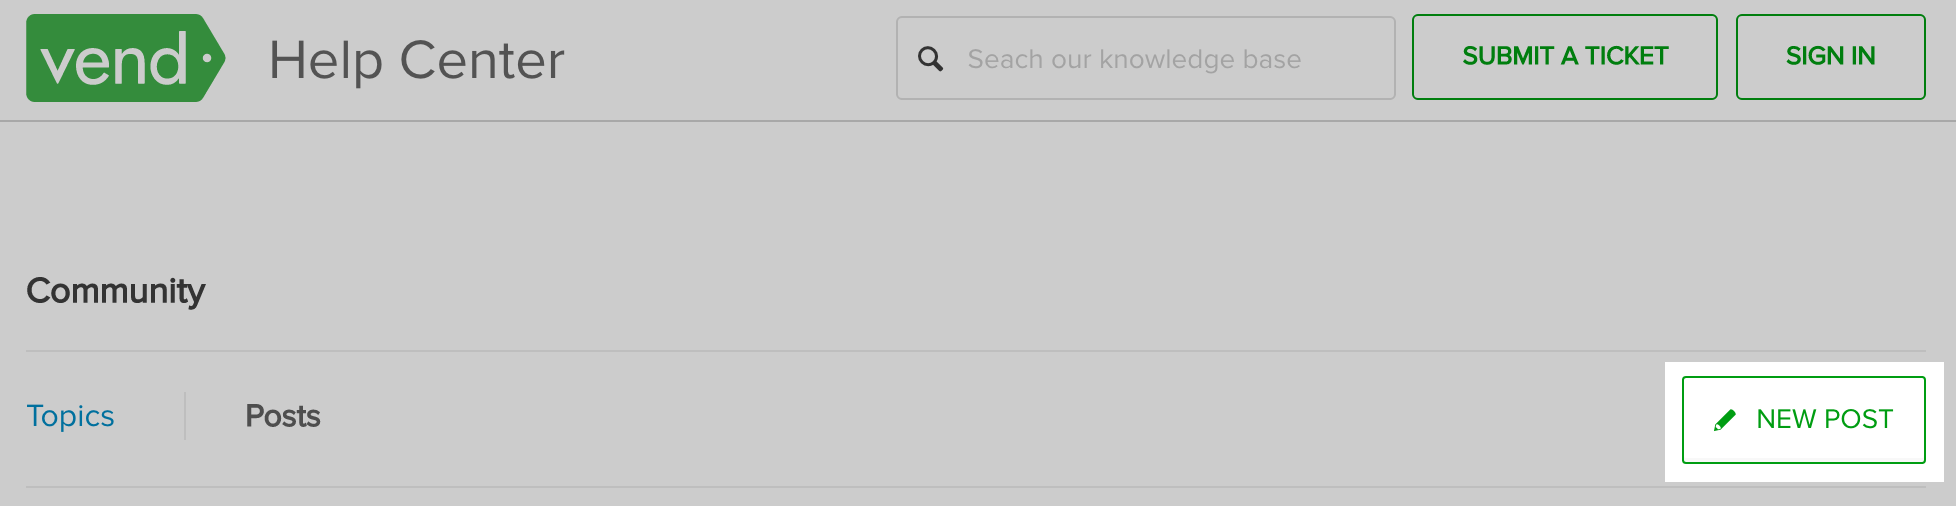 vend Help Center
Seach our knowledge base
SUBMIT A TICKET
SIGN IN
Community
Topics
Posts
NEW POST